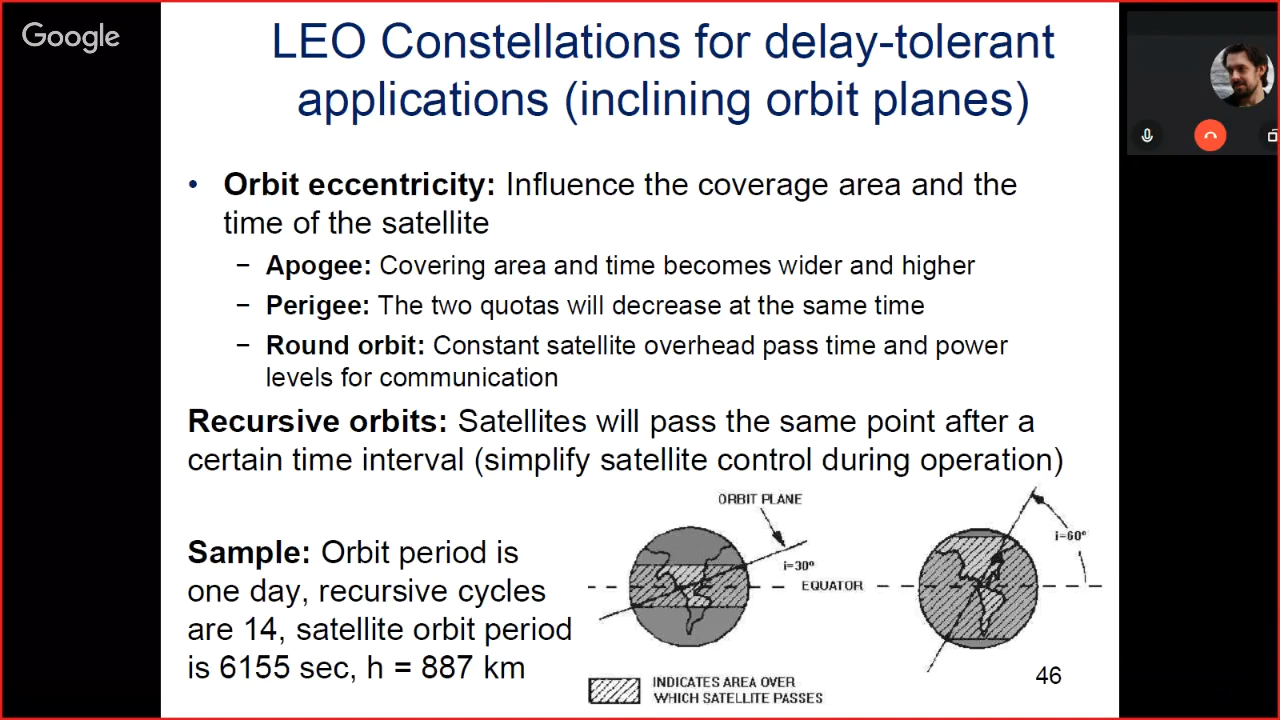 Google
LEO Constellations for delay-tolerant
applications (inclining orbit planes)
• Orbit eccentricity: Influence the coverage area and the
time of the satellite
− Apogee: Covering area and time becomes wider and higher
− Perigee: The two quotas will decrease at the same time
− Round orbit: Constant satellite overhead pass time and power
levels for communication
Recursive orbits: Satellites will pass the same point after a
certain time interval (simplify satellite control during operation)
Sample: Orbit period is
one day, recursive cycles
are 14, satellite orbit period
is 6155 sec, h = 887 km
ORBIT PLANE
i=30º
EQUATOR
i=60º
INDICATES AREA OVER
WHICH SATELLITE PASSES
46